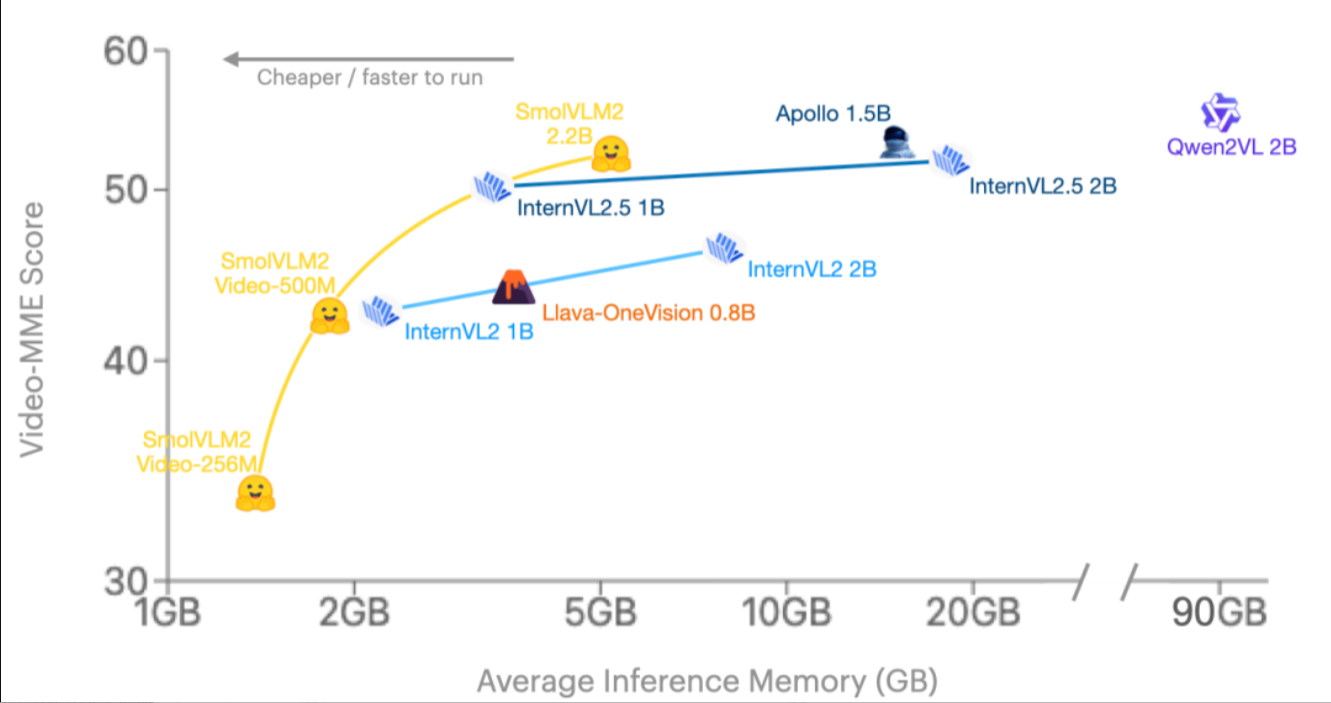 60
Cheaper / faster to run
SmolVLM2
2.2B
Apollo 1.5B
Qwen2VL 2B
50
InternVL2.5 1B
InternVL2.5 2B
SmolVLM2
Video-500M
InternVL2 2B
Llava-OneVision 0.8B
InternVL2 1B
40
SmolVLM2
Video-256M
30
1GB 2GB 5GB 10GB 20GB 90GB
Average Inference Memory (GB)
Video-MME Score